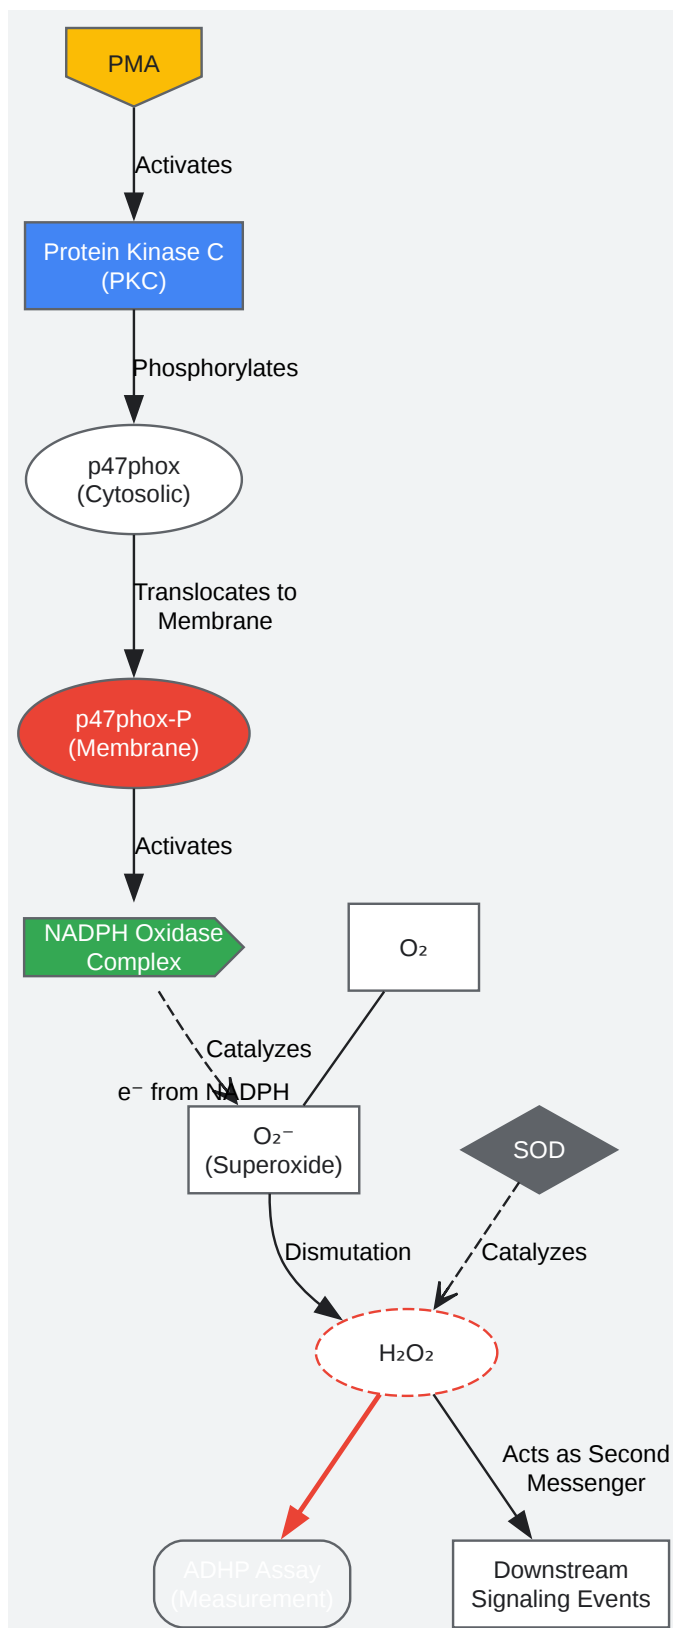 PMA
Activates
Protein Kinase C
(PKC)
Phosphorylates
p47phox
(Cytosolic)
Translocates to
Membrane
p47phox-P
(Membrane)
Activates
NADPH Oxidase
Complex
O₂
Catalyzes
e⁻ from NADPH
O₂⁻
(Superoxide)
SOD
Dismutation
Catalyzes
H₂O₂
Acts as Second
Messenger
ADHP Assay
(Measurement)
Downstream
Signaling Events